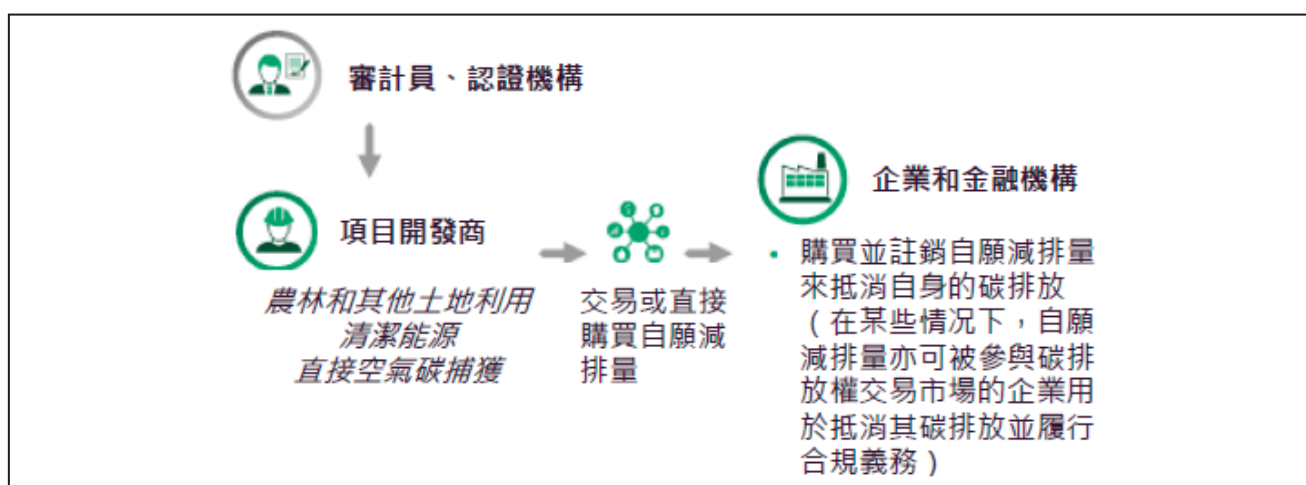 審計員、認證機構
項目開發商
農林和其他土地利用
清潔能源
直接空氣碳捕獲
交易或直接
購買自願減
排量
企業和金融機構
• 購買並註銷自願減排量
來抵消自身的碳排放
（在某些情況下，自願
減排量亦可被參與碳排
放權交易市場的企業用
於抵消其碳排放並履行
合規義務）